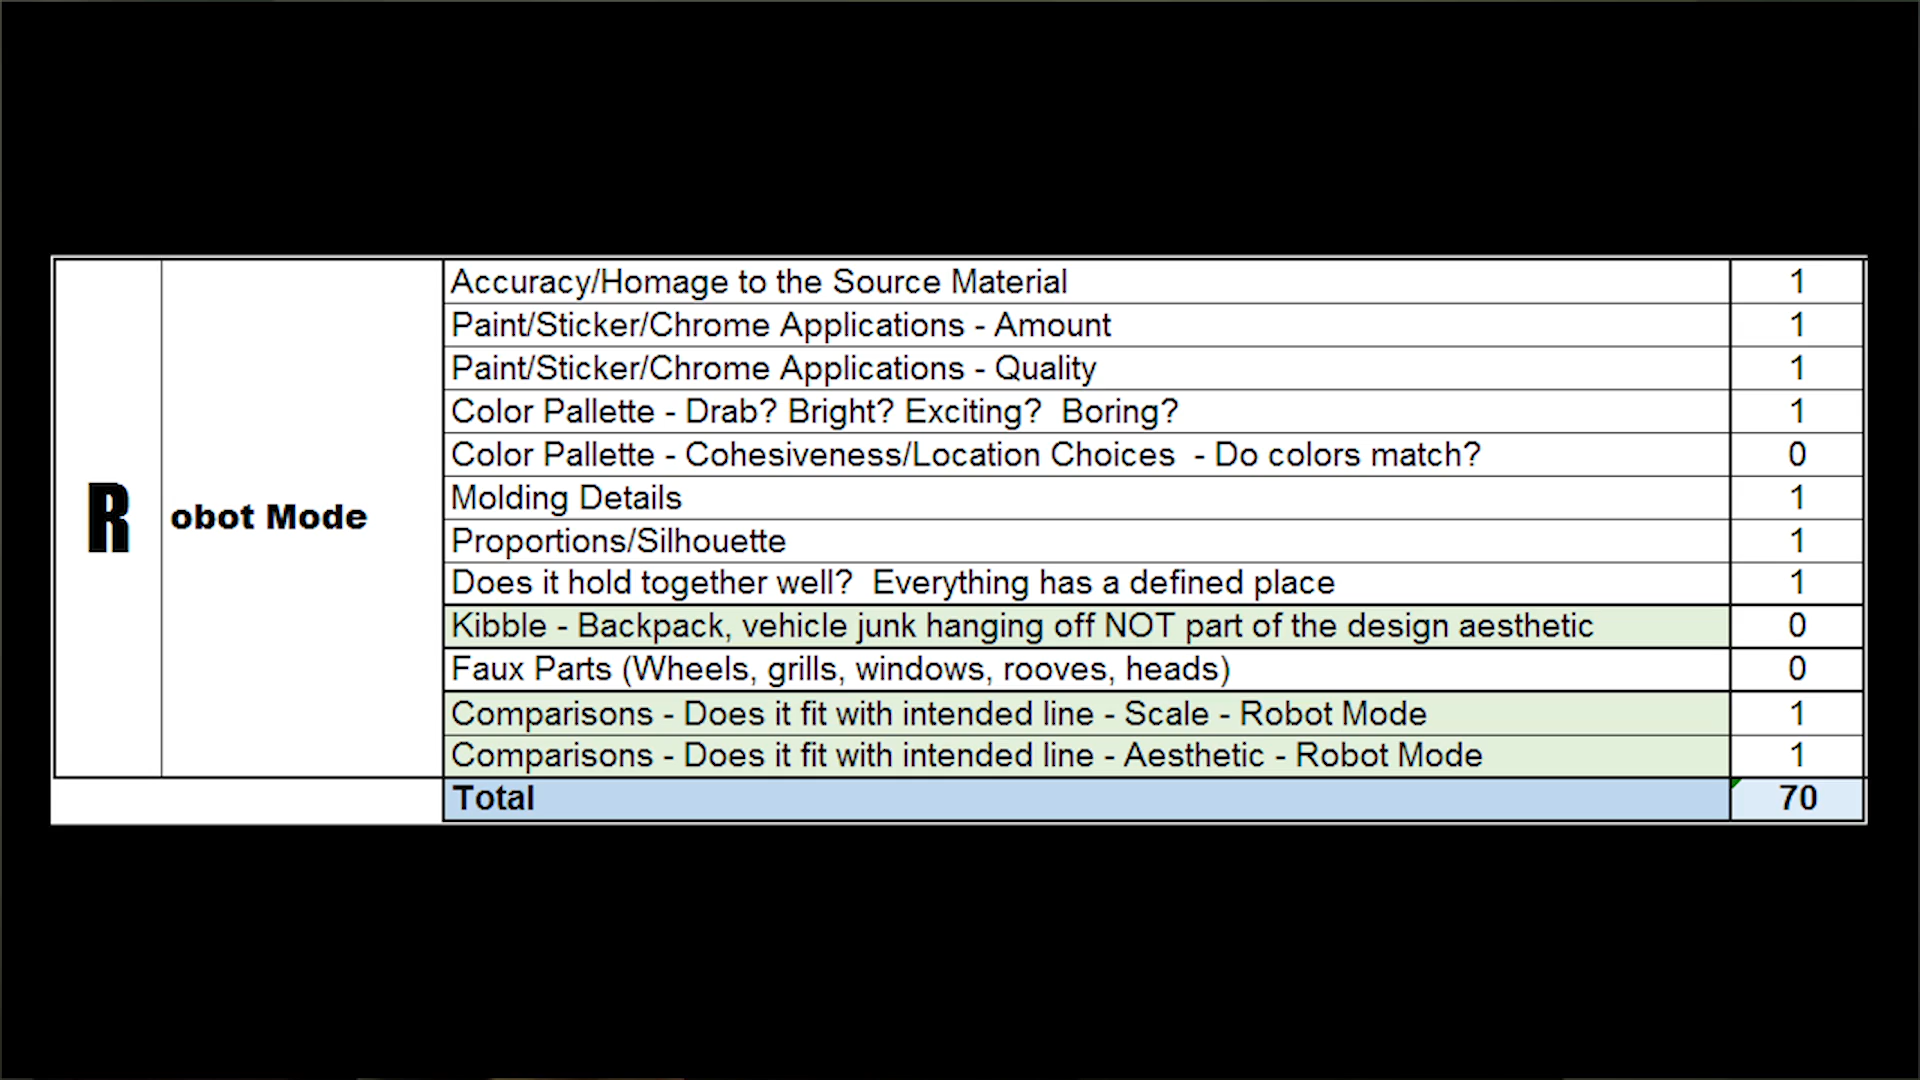 Accuracy/Homage to the Source Material 1
Paint/Sticker/Chrome Applications - Amount 1
Paint/Sticker/Chrome Applications - Quality 1
Color Pallette - Drab? Bright? Exciting?  Boring? 1
Color Pallette - Cohesiveness/Location Choices  - Do colors match? 0
Molding Details 1
Robot Mode
Proportions/Silhouette 1
Does it hold together well?  Everything has a defined place 1
Kibble - Backpack, vehicle junk hanging off NOT part of the design aesthetic 0
Faux Parts (Wheels, grills, windows, rooves, heads) 0
Comparisons - Does it fit with intended line - Scale - Robot Mode 1
Comparisons - Does it fit with intended line - Aesthetic - Robot Mode 1
Total 70